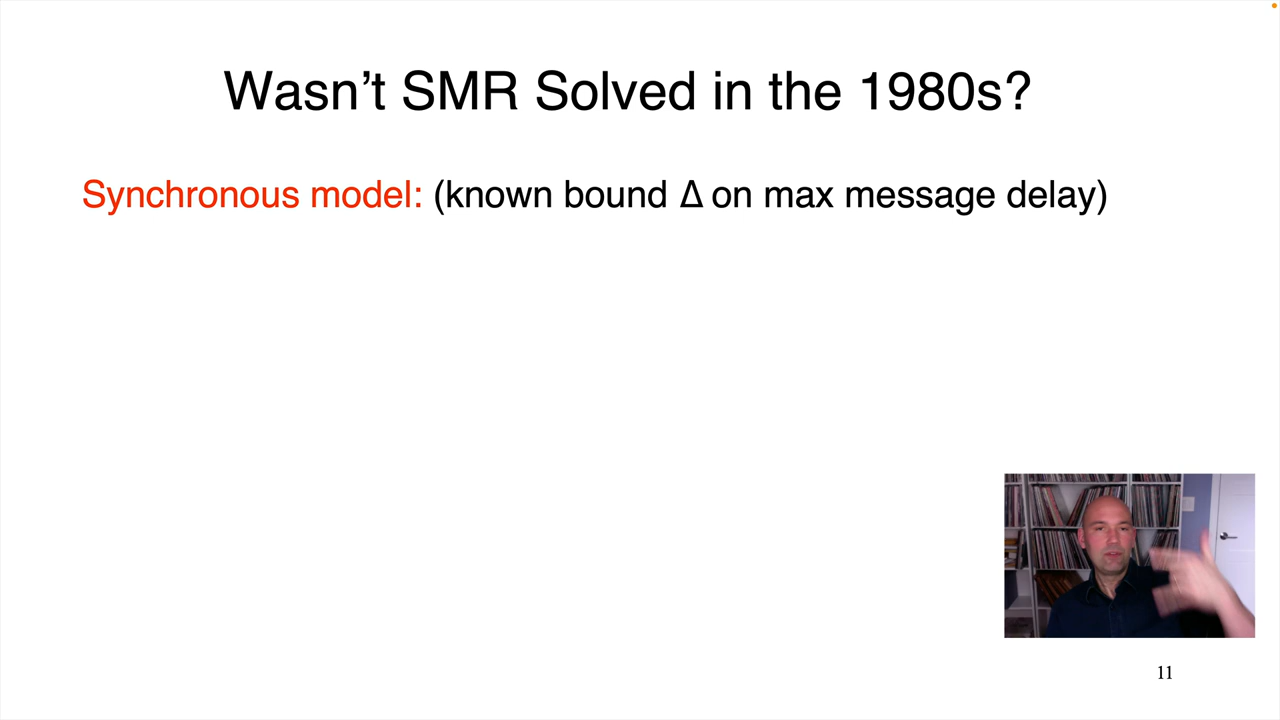 Wasn’t SMR Solved in the 1980s?
Synchronous model: (known bound Δ on max message delay)
11